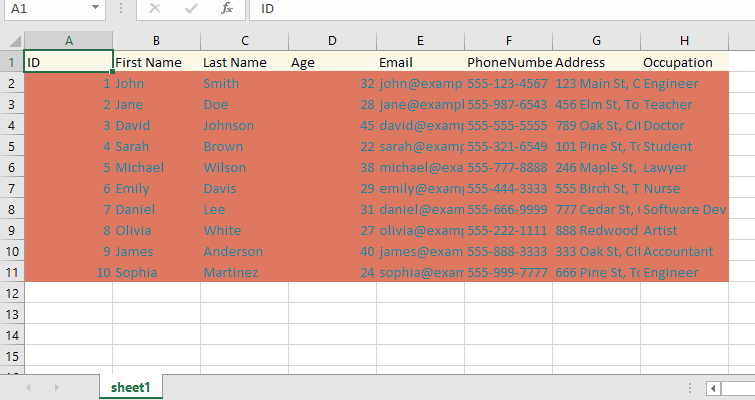 A1 fx ID
A B C D E F G H
1 ID First Name Last Name Age Email PhoneNumbe Address Occupation
2 1 John Smith 32 john@examp 555-123-4567 123 Main St, C Engineer
3 2 Jane Doe 28 jane@exampl 555-987-6543 456 Elm St, To Teacher
4 3 David Johnson 45 david@examp 555-555-5555 789 Oak St, Cit Doctor
5 4 Sarah Brown 22 sarah@examp 555-321-6549 101 Pine St, To Student
6 5 Michael Wilson 38 michael@exa 555-777-8888 246 Maple St, Lawyer
7 6 Emily Davis 29 emily@examp 555-444-3333 555 Birch St, T Nurse
8 7 Daniel Lee 31 daniel@exam 555-666-9999 777 Cedar St, Software Dev
9 8 Olivia White 27 olivia@examp 555-222-1111 888 Redwood Artist
10 9 James Anderson 40 james@exam 555-888-3333 333 Oak St, Cit Accountant
11 10 Sophia Martinez 24 sophia@exam 555-999-7777 666 Pine St, To Engineer
12
13
14
15
sheet1